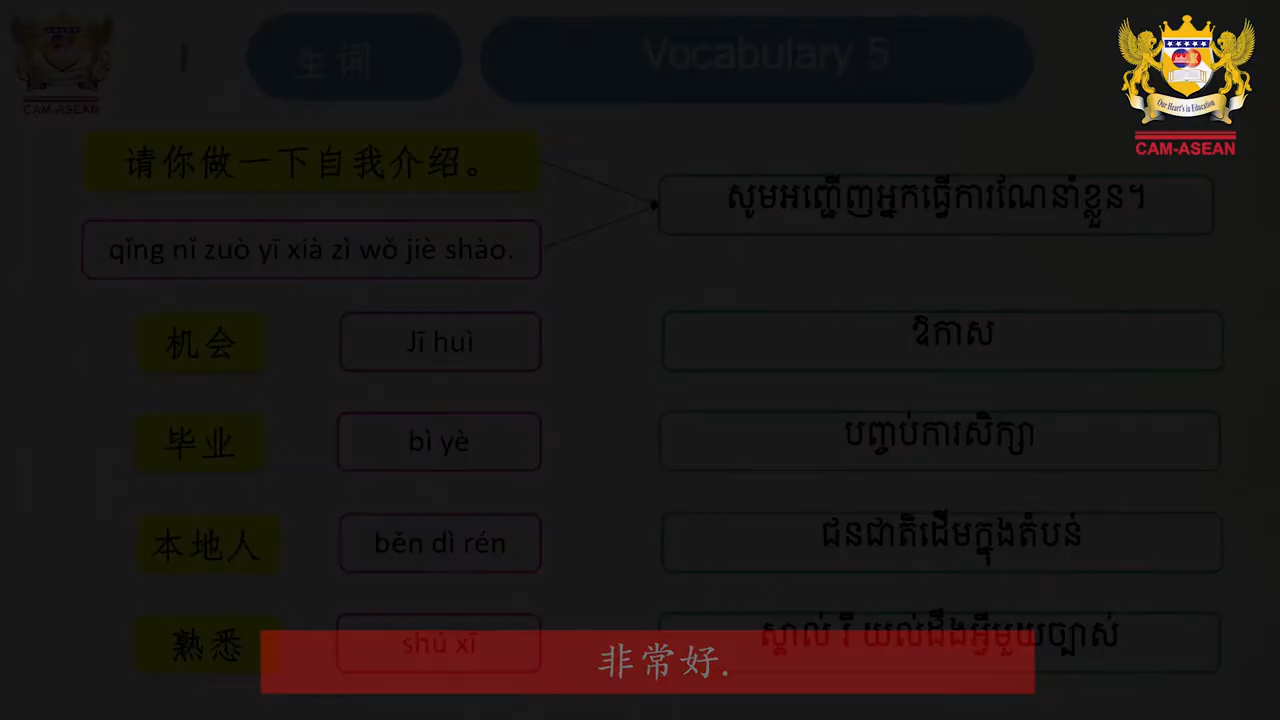 CAM-ASEAN
生词
Vocabulary 5
Our Heart's in Education
CAM-ASEAN
请你做一下自我介绍。
qǐng nǐ zuò yī xià zì wǒ jiè shào.
សូមអញ្ជើញអ្នកធ្វើការណែនាំខ្លួន។
机会
Jī huì
ឱកាស
毕业
bì yè
បញ្ចប់ការសិក្សា
本地人
běn dì rén
ជនជាតិដើមក្នុងតំបន់
熟悉
shú xī
ស្គាល់ រឺ យល់ដឹងអ្វីមួយច្បាស់
非常好.